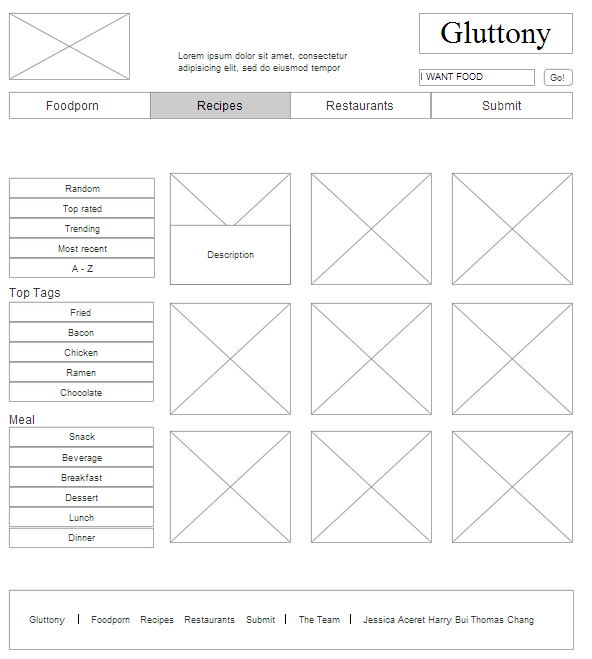 Gluttony
Lorem ipsum dolor sit amet, consectetur
adipisicing elit, sed do eiusmod tempor
I WANT FOOD Go!
Foodporn Recipes Restaurants Submit
Random
Top rated
Trending
Most recent
A - Z
Description
Top Tags
Fried
Bacon
Chicken
Ramen
Chocolate
Meal
Snack
Beverage
Breakfast
Dessert
Lunch
Dinner
Gluttony | Foodporn Recipes Restaurants Submit | The Team | Jessica Aceret Harry Bui Thomas Chang